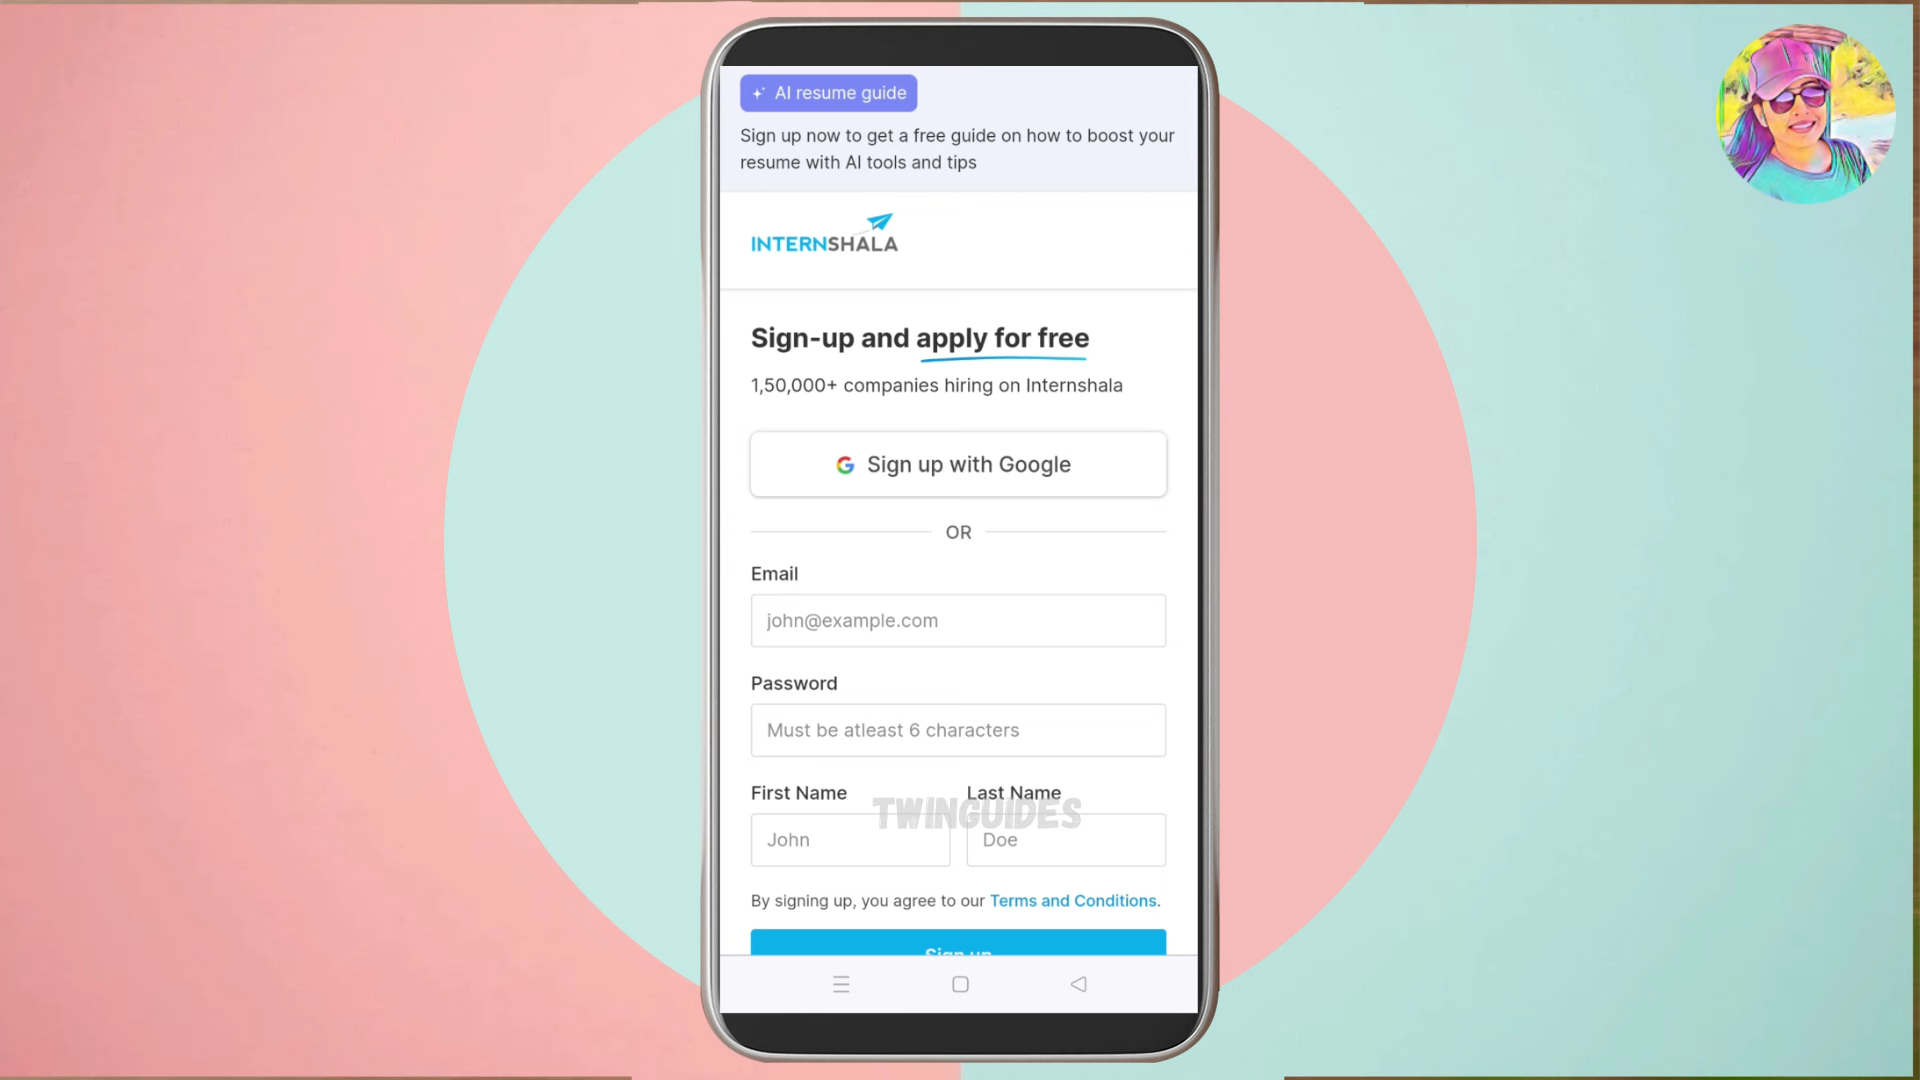 AI resume guide
Sign up now to get a free guide on how to boost your
resume with AI tools and tips
INTERNSHALA
Sign-up and apply for free
1,50,000+ companies hiring on Internshala
Sign up with Google
OR
Email
john@example.com
Password
Must be atleast 6 characters
First Name
Last Name
TWINGUIDES
John
Doe
By signing up, you agree to our Terms and Conditions.
Sign up